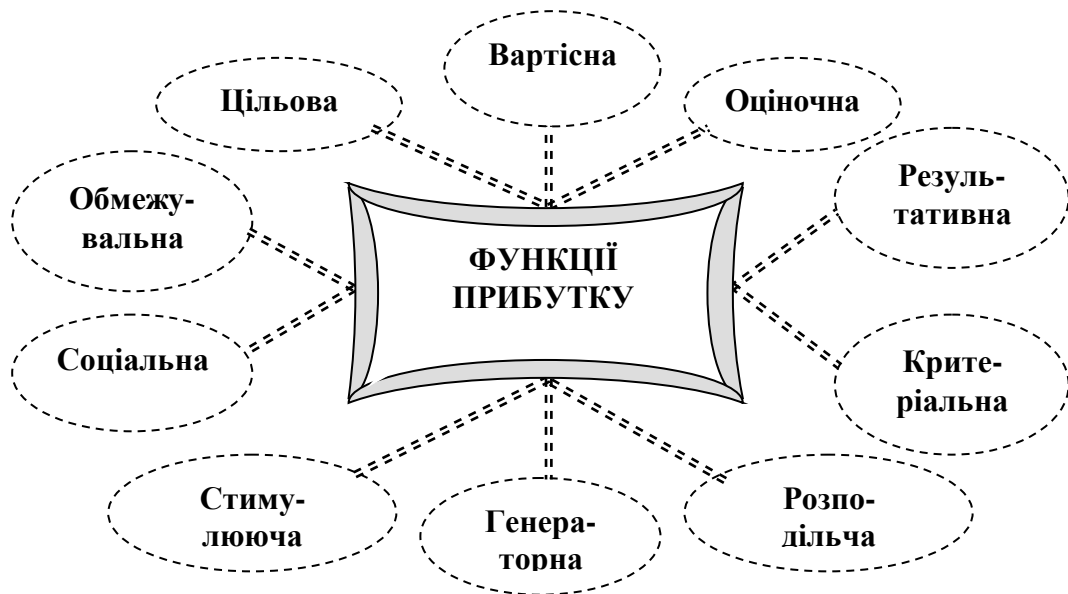 Вартісна
Цільова
Оціночна
Резуль-
тативна
Обмежу-
вальна
ФУНКЦІЇ
ПРИБУТКУ
Соціальна
Крите-
ріальна
Стиму-
лююча
Генера-
торна
Розпо-
дільча